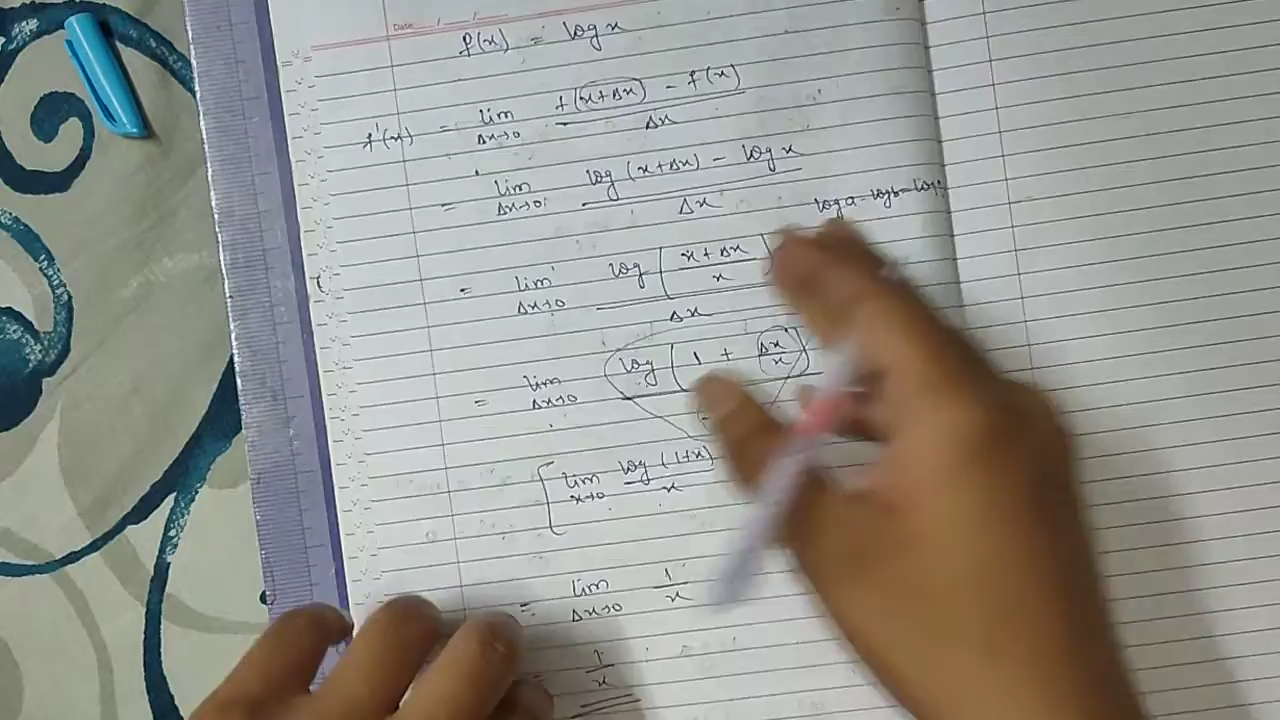 Date / /
f(x) = log x
f'(x) = lim Δx→0 f(x+Δx) - f(x) / Δx
= lim Δx→0 log (x+Δx) - log x / Δx
log a - log b = log
= lim Δx→0 log (x+Δx / x) / Δx
= lim Δx→0 log (1 + Δx/x)
[ lim x→0 log (1+x) / x
= lim Δx→0 1/x
= 1/x